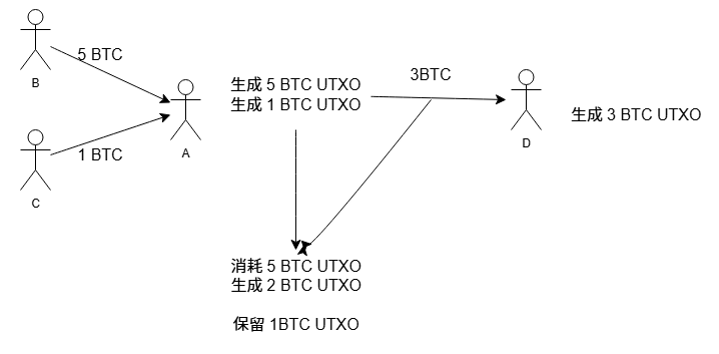 B
5 BTC
C
1 BTC
A
生成 5 BTC UTXO
生成 1 BTC UTXO
3BTC
D
生成 3 BTC UTXO
消耗 5 BTC UTXO
生成 2 BTC UTXO
保留 1BTC UTXO